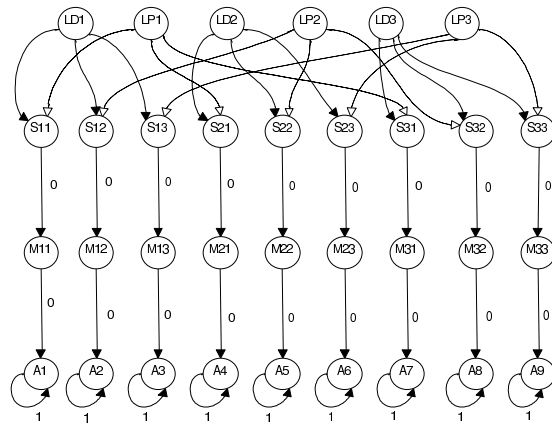 LD1 LP1 LD2 LP2 LD3 LP3
S11 S12 S13 S21 S22 S23 S31 S32 S33
0 0 0 0 0 0 0 0 0
M11 M12 M13 M21 M22 M23 M31 M32 M33
0 0 0 0 0 0 0 0 0
A1 A2 A3 A4 A5 A6 A7 A8 A9
1 1 1 1 1 1 1 1 1